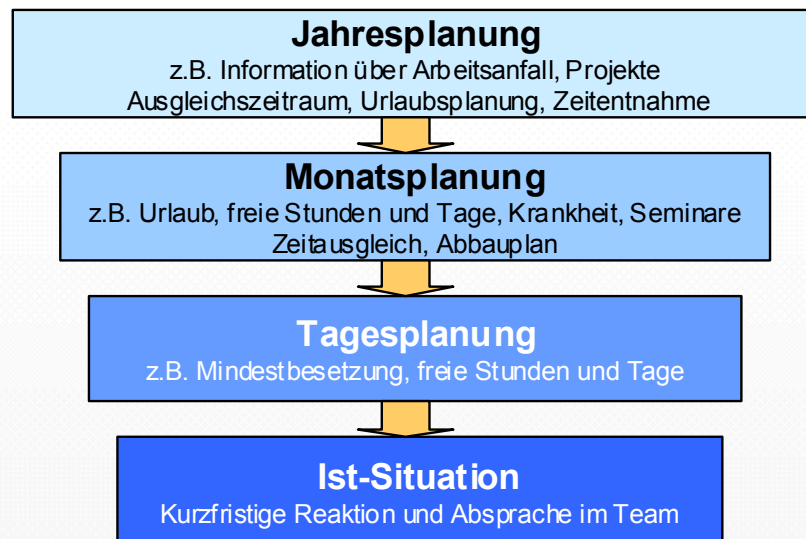 Jahresplanung
z.B. Information über Arbeitsanfall, Projekte
Ausgleichszeitraum, Urlaubsplanung, Zeitentnahme
Monatsplanung
z.B. Urlaub, freie Stunden und Tage, Krankheit, Seminare
Zeitausgleich, Abbauplan
Tagesplanung
z.B. Mindestbesetzung, freie Stunden und Tage
Ist-Situation
Kurzfristige Reaktion und Absprache im Team